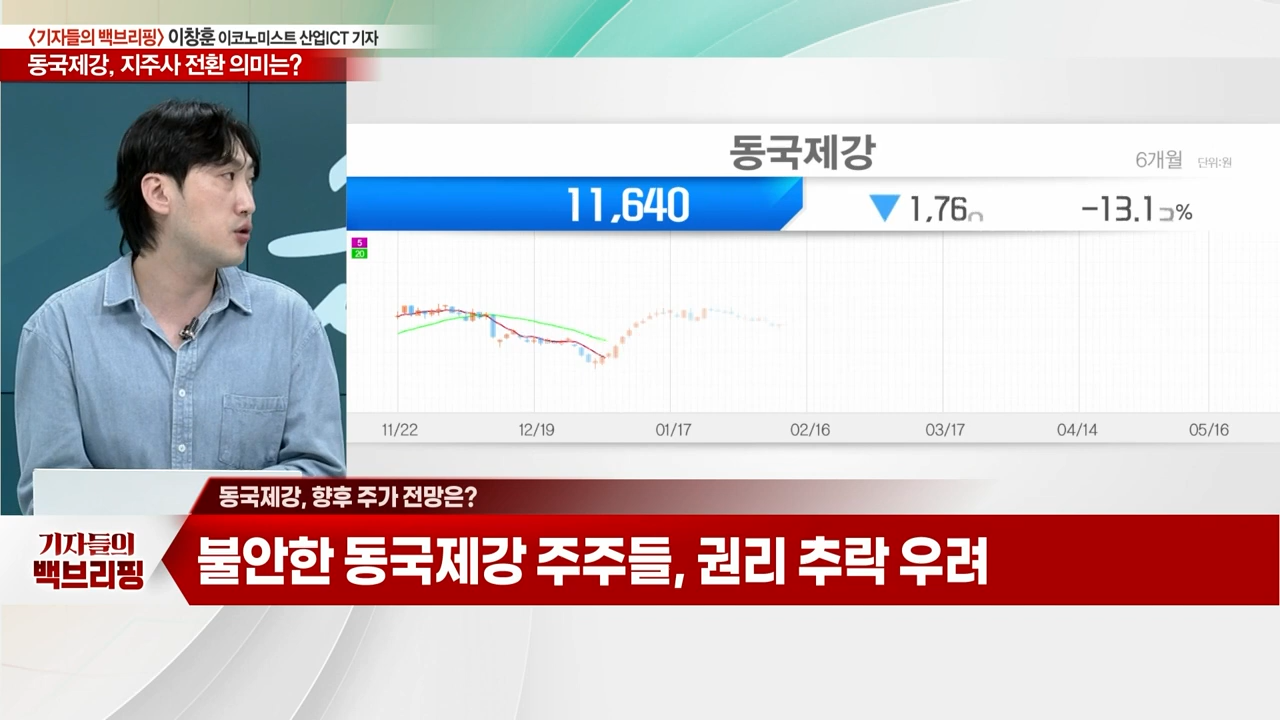 〈기자들의 백브리핑〉 이창훈 이코노미스트 산업ICT 기자
동국제강, 지주사 전환 의미는?
동국제강
6개월 단위:원
11,640 ▼
5
20
11/22 12/19 01/17 02/16 03/17 04/14 05/16
동국제강, 향후 주가 전망은?
기자들의
백브리핑
불안한 동국제강 주주들, 권리 추락 우려